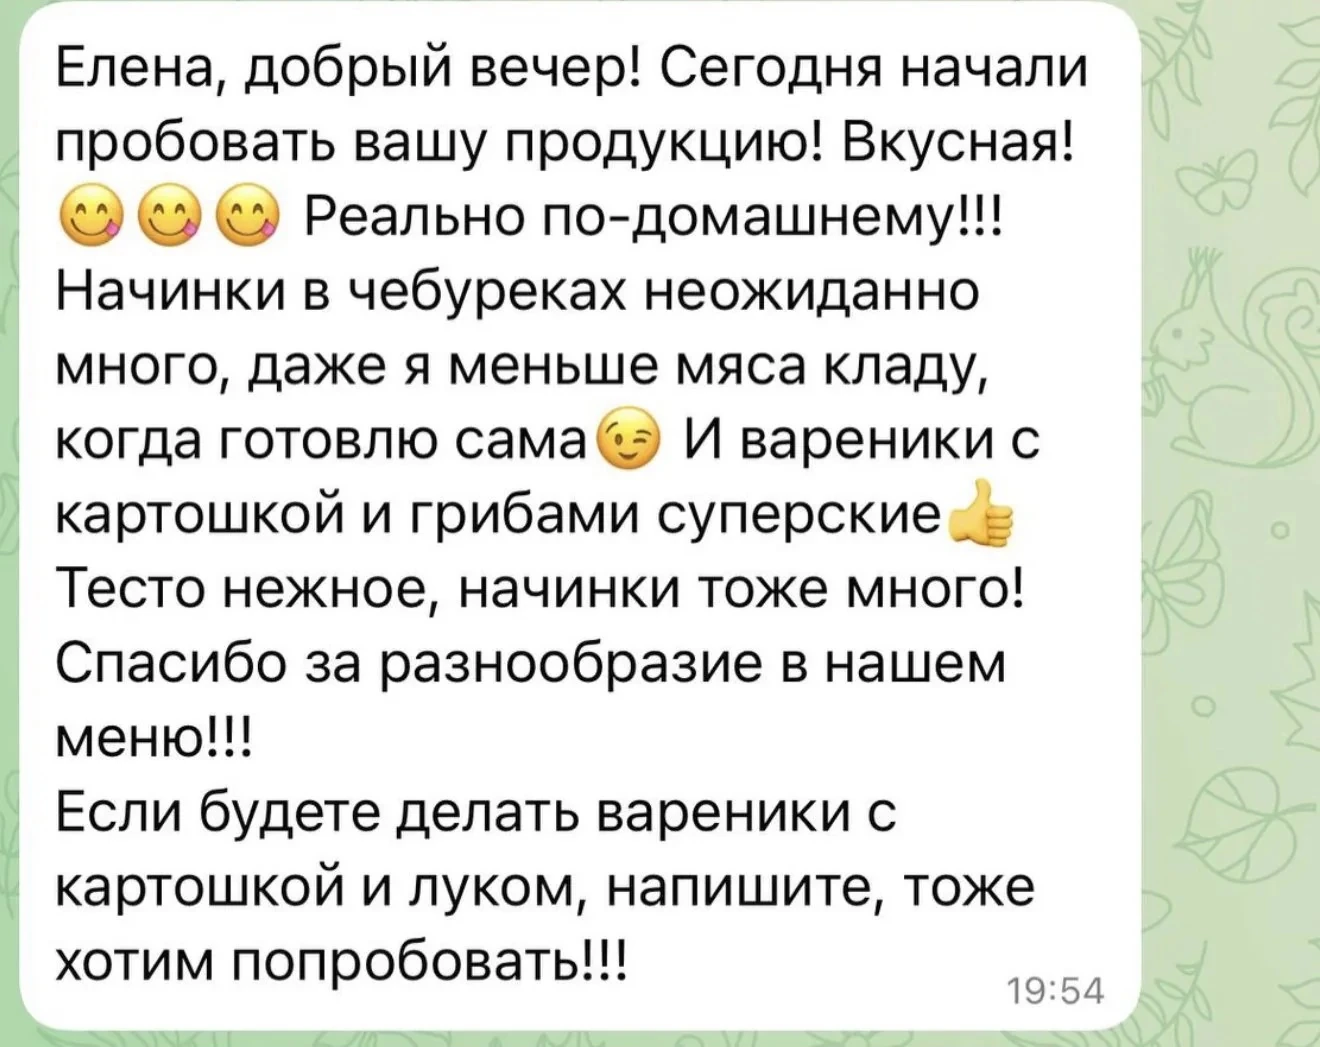 Елена, добрый вечер! Сегодня начали
пробовать вашу продукцию! Вкусная!
😋😋😋 Реально по-домашнему!!!
Начинки в чебуреках неожиданно
много, даже я меньше мяса кладу,
когда готовлю сама😉 И вареники с
картошкой и грибами суперские👍
Тесто нежное, начинки тоже много!
Спасибо за разнообразие в нашем
меню!!!
Если будете делать вареники с
картошкой и луком, напишите, тоже
хотим попробовать!!!
19:54